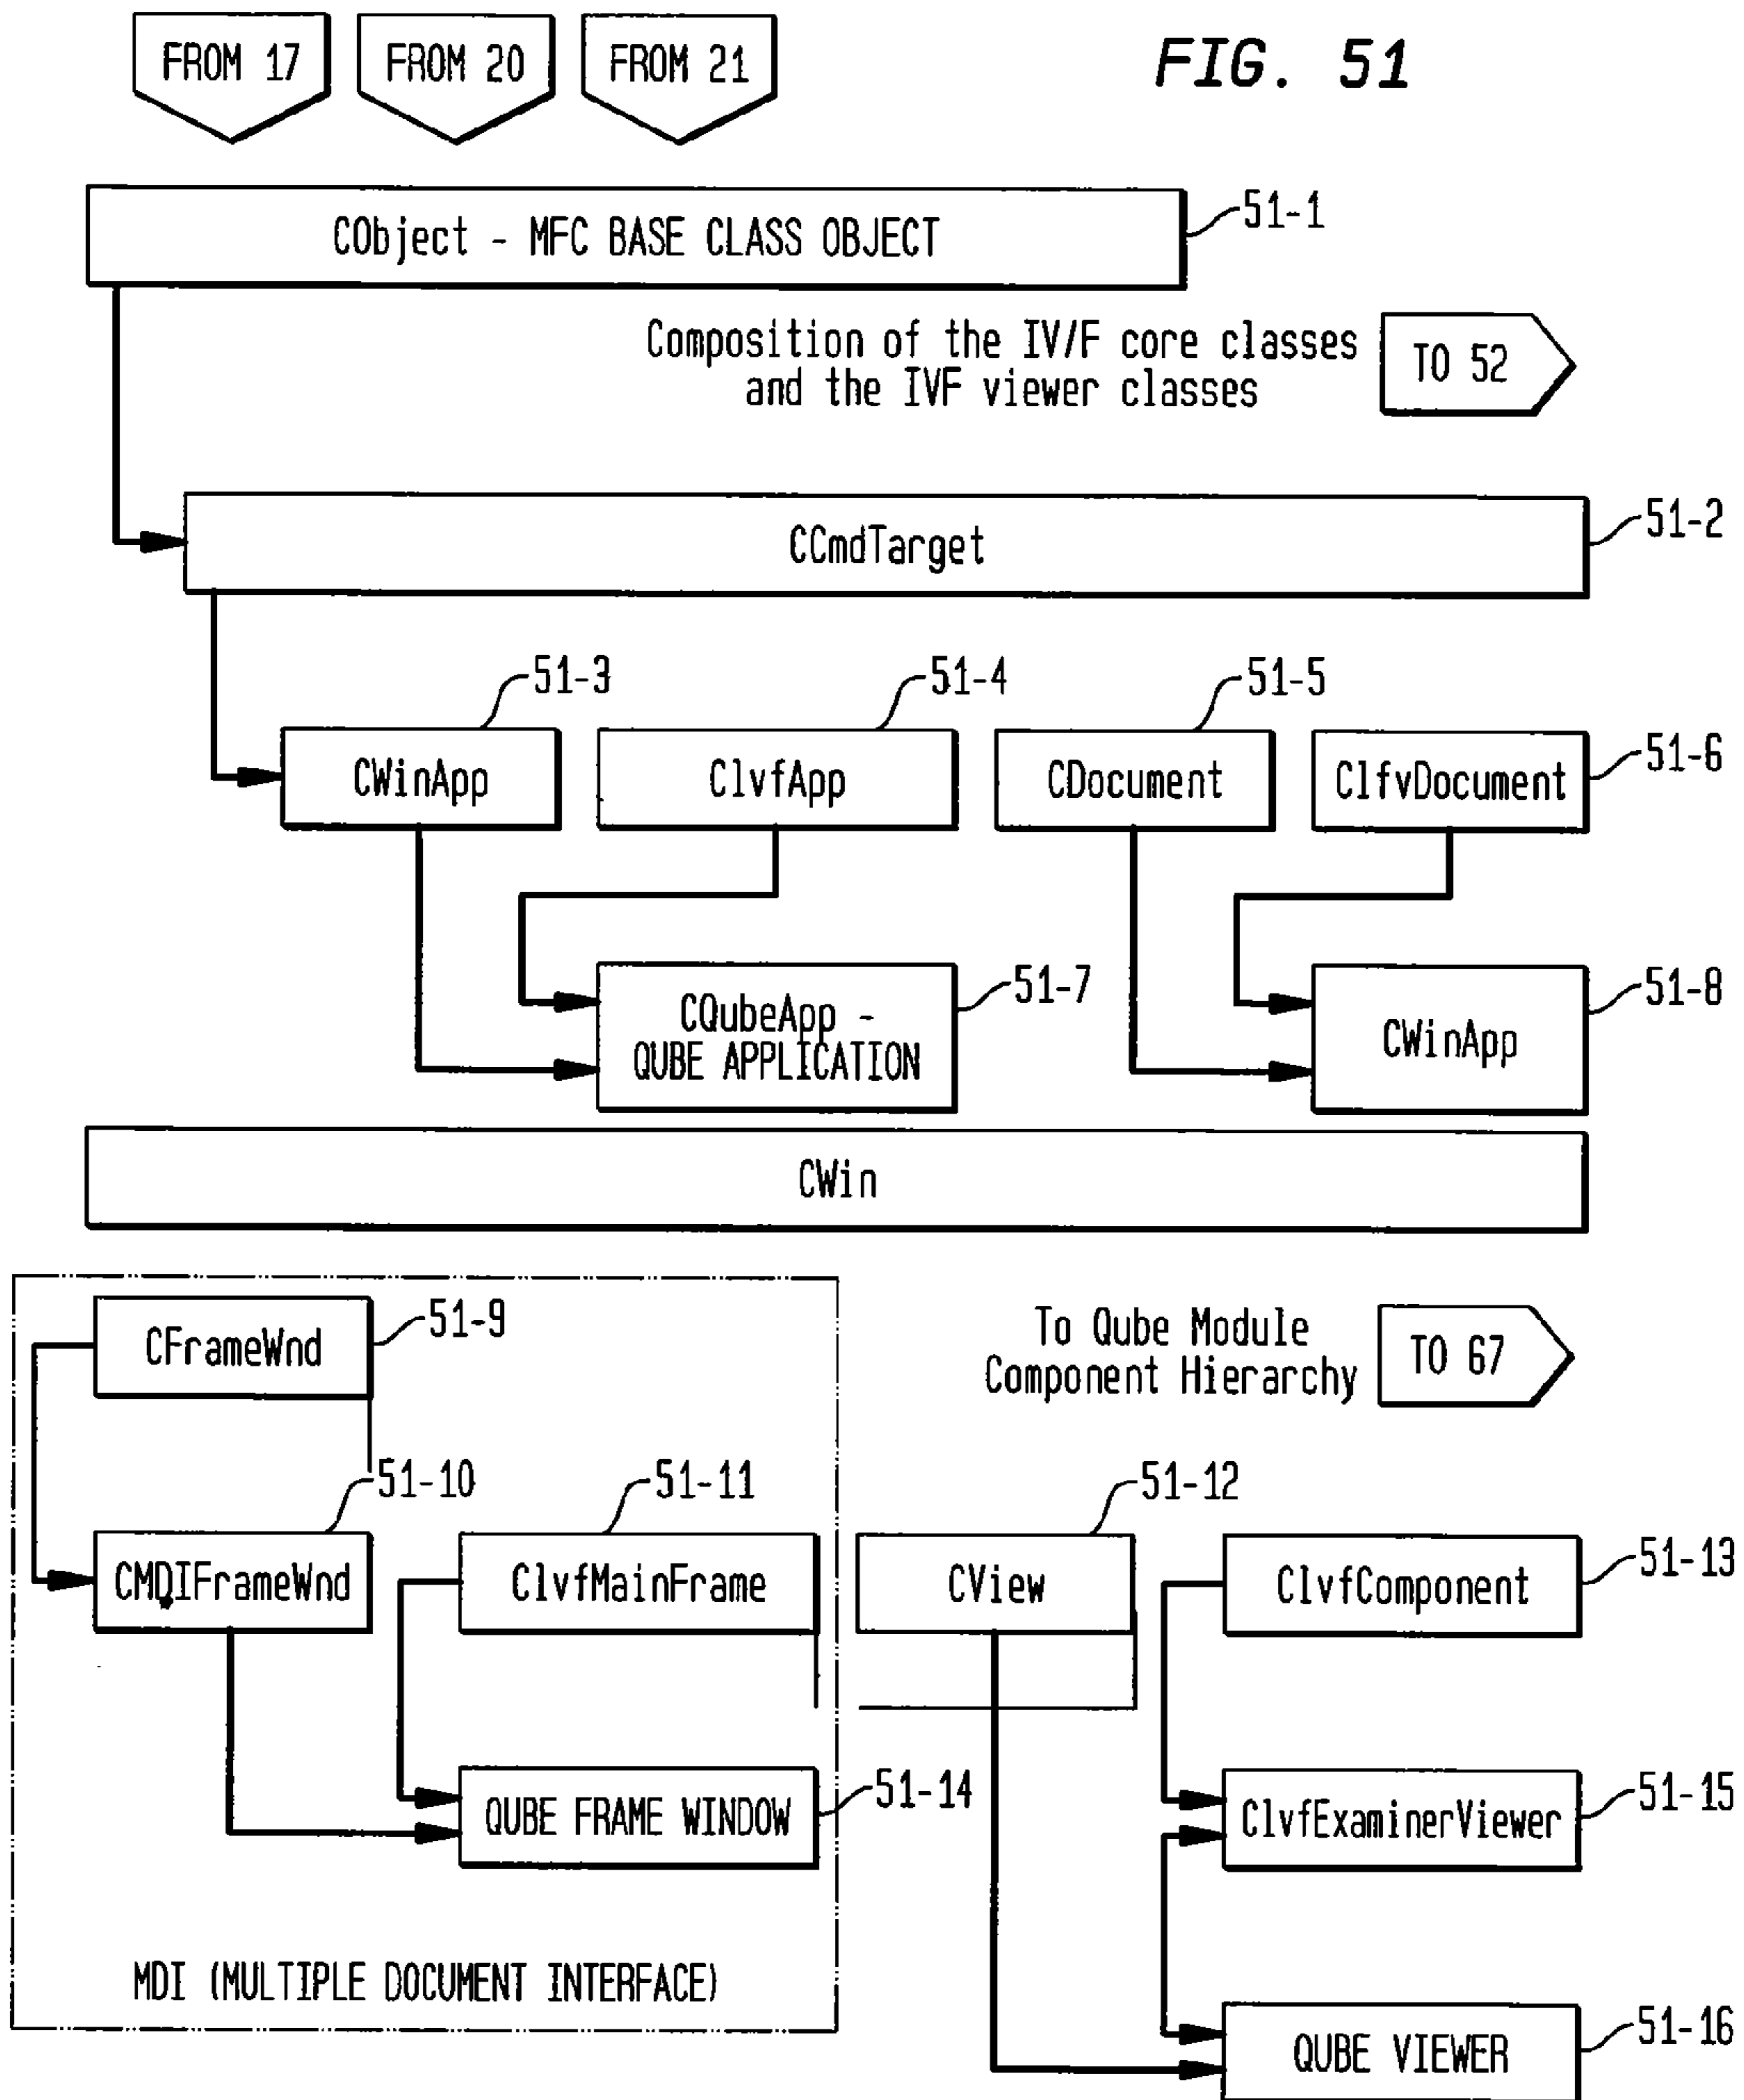 FROM 17
FROM 20
FROM 21
FIG. 51
CObject - MFC BASE CLASS OBJECT
51-1
Composition of the IV/F core classes
and the IVF viewer classes
TO 52
CCmdTarget
51-2
51-3
51-4
51-5
51-6
CWinApp
ClvfApp
CDocument
ClfvDocument
51-7
51-8
CQubeApp -
QUBE APPLICATION
CWinApp
CWin
CFrameWnd
51-9
To Qube Module
Component Hierarchy
TO 67
51-10
51-11
51-12
51-13
CMDIFrameWnd
ClvfMainFrame
CView
ClvfComponent
QUBE FRAME WINDOW
51-14
ClvfExaminerViewer
51-15
MDI (MULTIPLE DOCUMENT INTERFACE)
QUBE VIEWER
51-16